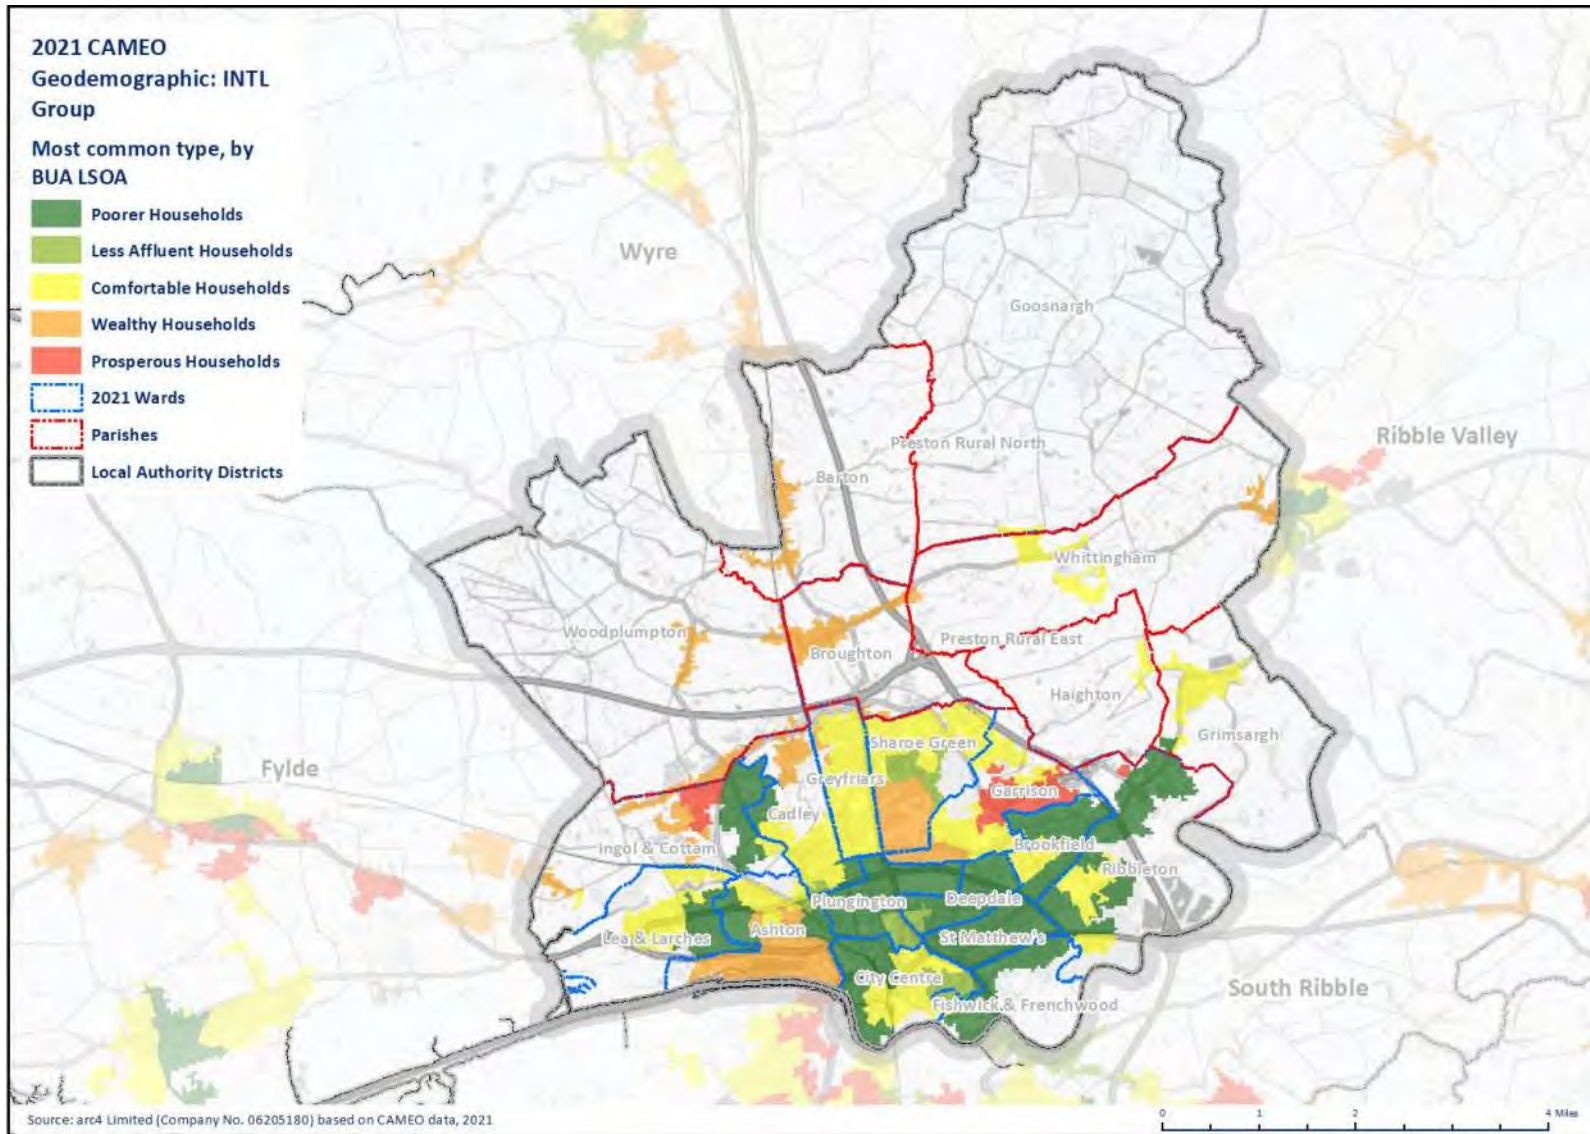 2021 CAMEO
Geodemographic: INTL
Group
Most common type, by
BUA LSOA
Poorer Households
Less Affluent Households
Comfortable Households
Wealthy Households
Prosperous Households
2021 Wards
Parishes
Local Authority Districts
Wyre
Goosnargh
Ribble Valley
Preston Rural North
Barton
Whittingham
Woodplumpton
Preston Rural East
Broughton
Haighton
Grimsargh
Sharoe Green
Fylde
Greyfriars
Garrison
Cadley
Ingol & Cottam
Brookfield
Ribbleton
Plungington
Deepdale
Lea & Larches
Ashton
St Matthew's
City Centre
South Ribble
Fishwick & Frenchwood
Source: arc4 Limited (Company No. 06205180) based on CAMEO data, 2021
0 1 2 4 Miles